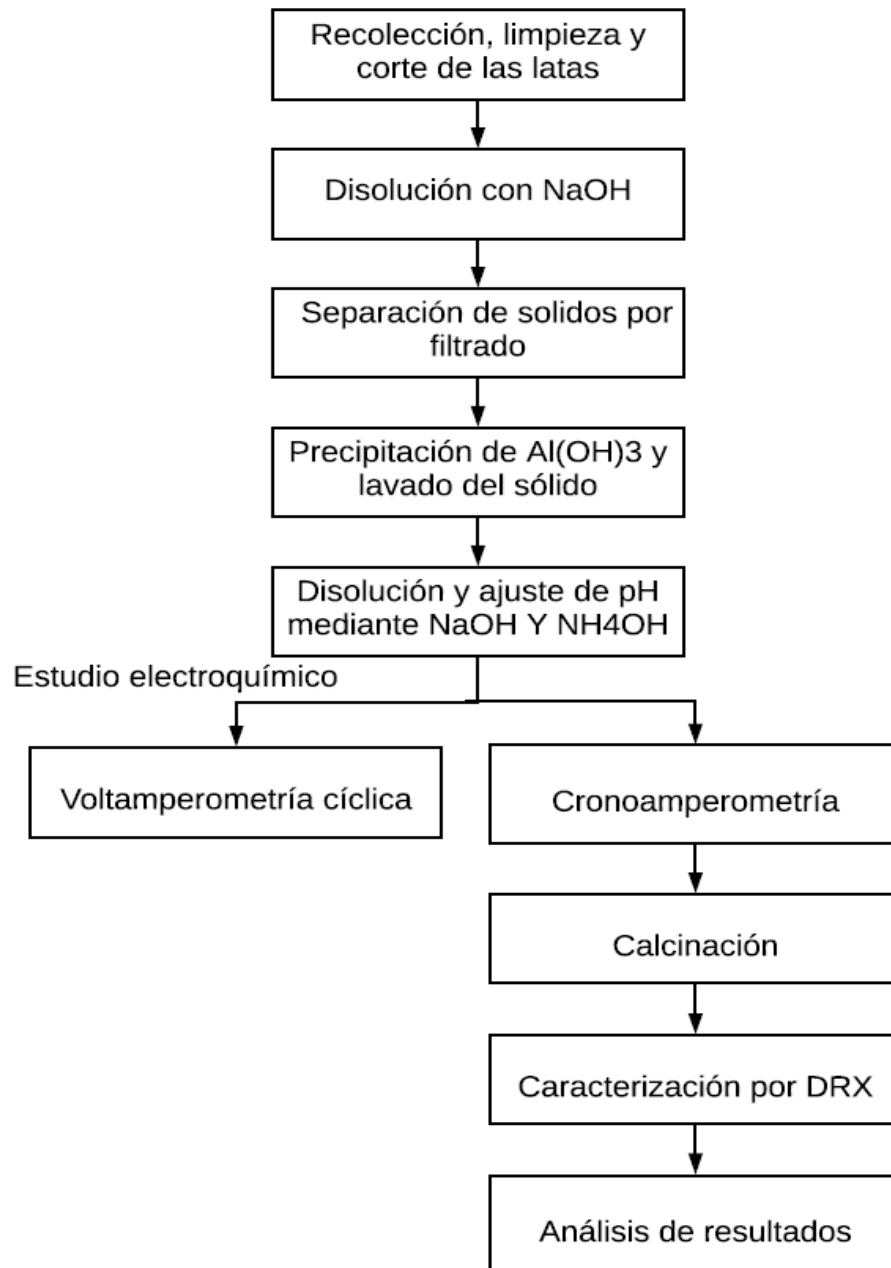 Recolección, limpieza y
corte de las latas
Disolución con NaOH
Separación de solidos por
filtrado
Precipitación de Al(OH)3 y
lavado del sólido
Disolución y ajuste de pH
mediante NaOH Y NH4OH
Estudio electroquímico
Voltamperometría cíclica
Cronoamperometría
Calcinación
Caracterización por DRX
Análisis de resultados